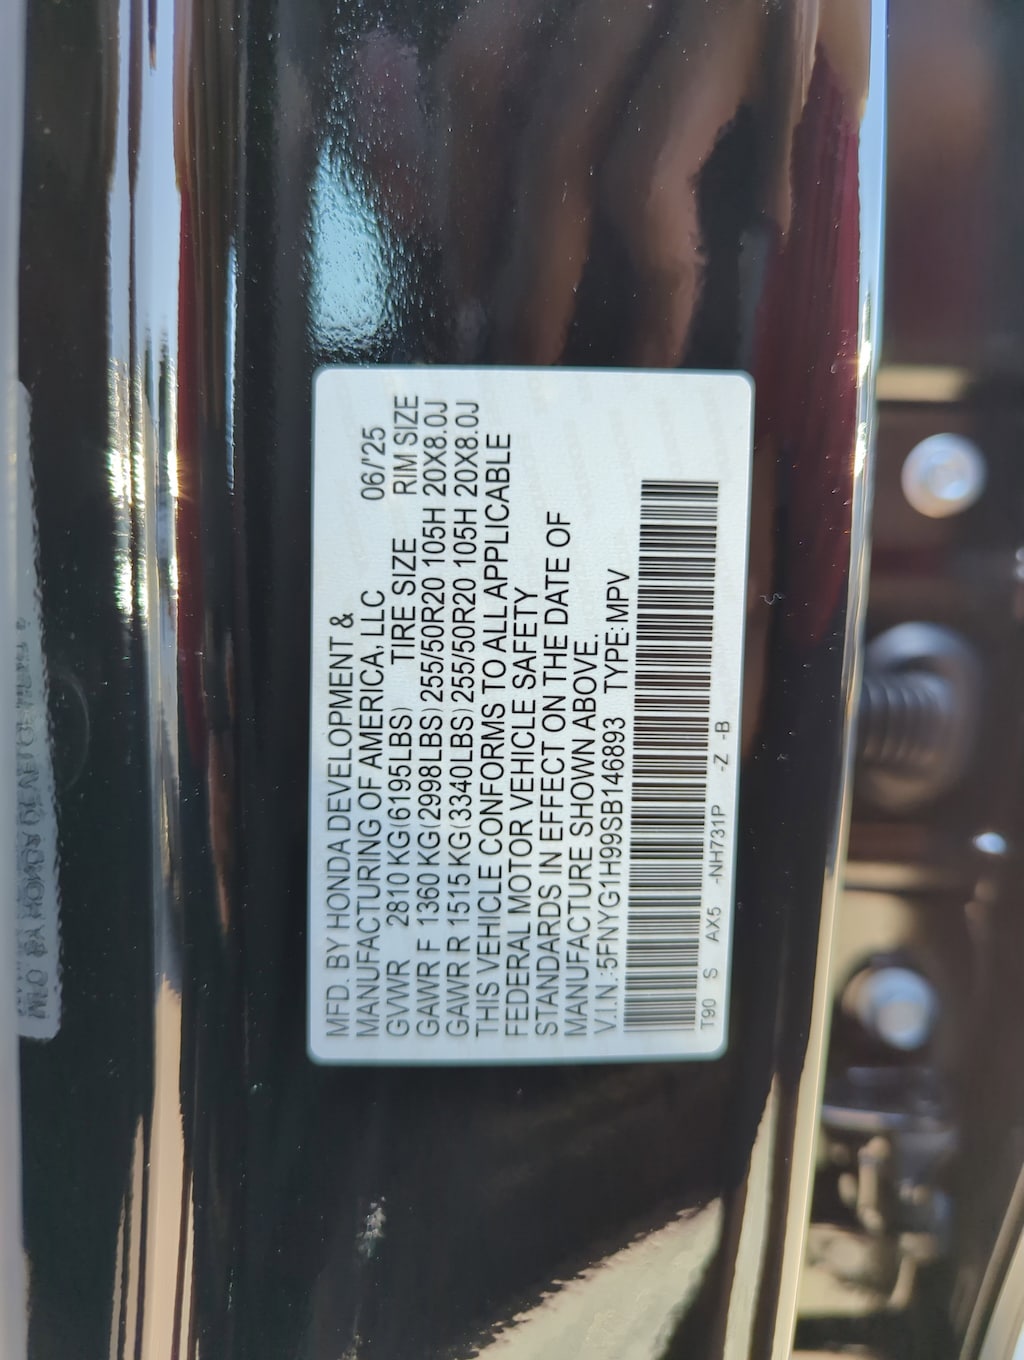 MFD. BY HONDA DEVELOPMENT &
MANUFACTURING OF AMERICA, LLC 06/'25
GVWR 2810 KG(6195LBS) TIRE SIZE RIM SIZE
GAWR F 1360 KG(2998LBS) 255/50R20 105H 20X8.0J
GAWR R 1515 KG(3340LBS) 255/50R20 105H 20X8.0J
THIS VEHICLE CONFORMS TO ALL APPLICABLE
FEDERAL MOTOR VEHICLE SAFETY
STANDARDS IN EFFECT ON THE DATE OF
MANUFACTURE SHOWN ABOVE.
V.I.N.:5FNYG1H99SB146893 TYPE:MPV
T90 S AX5 -NH731P -Z -B